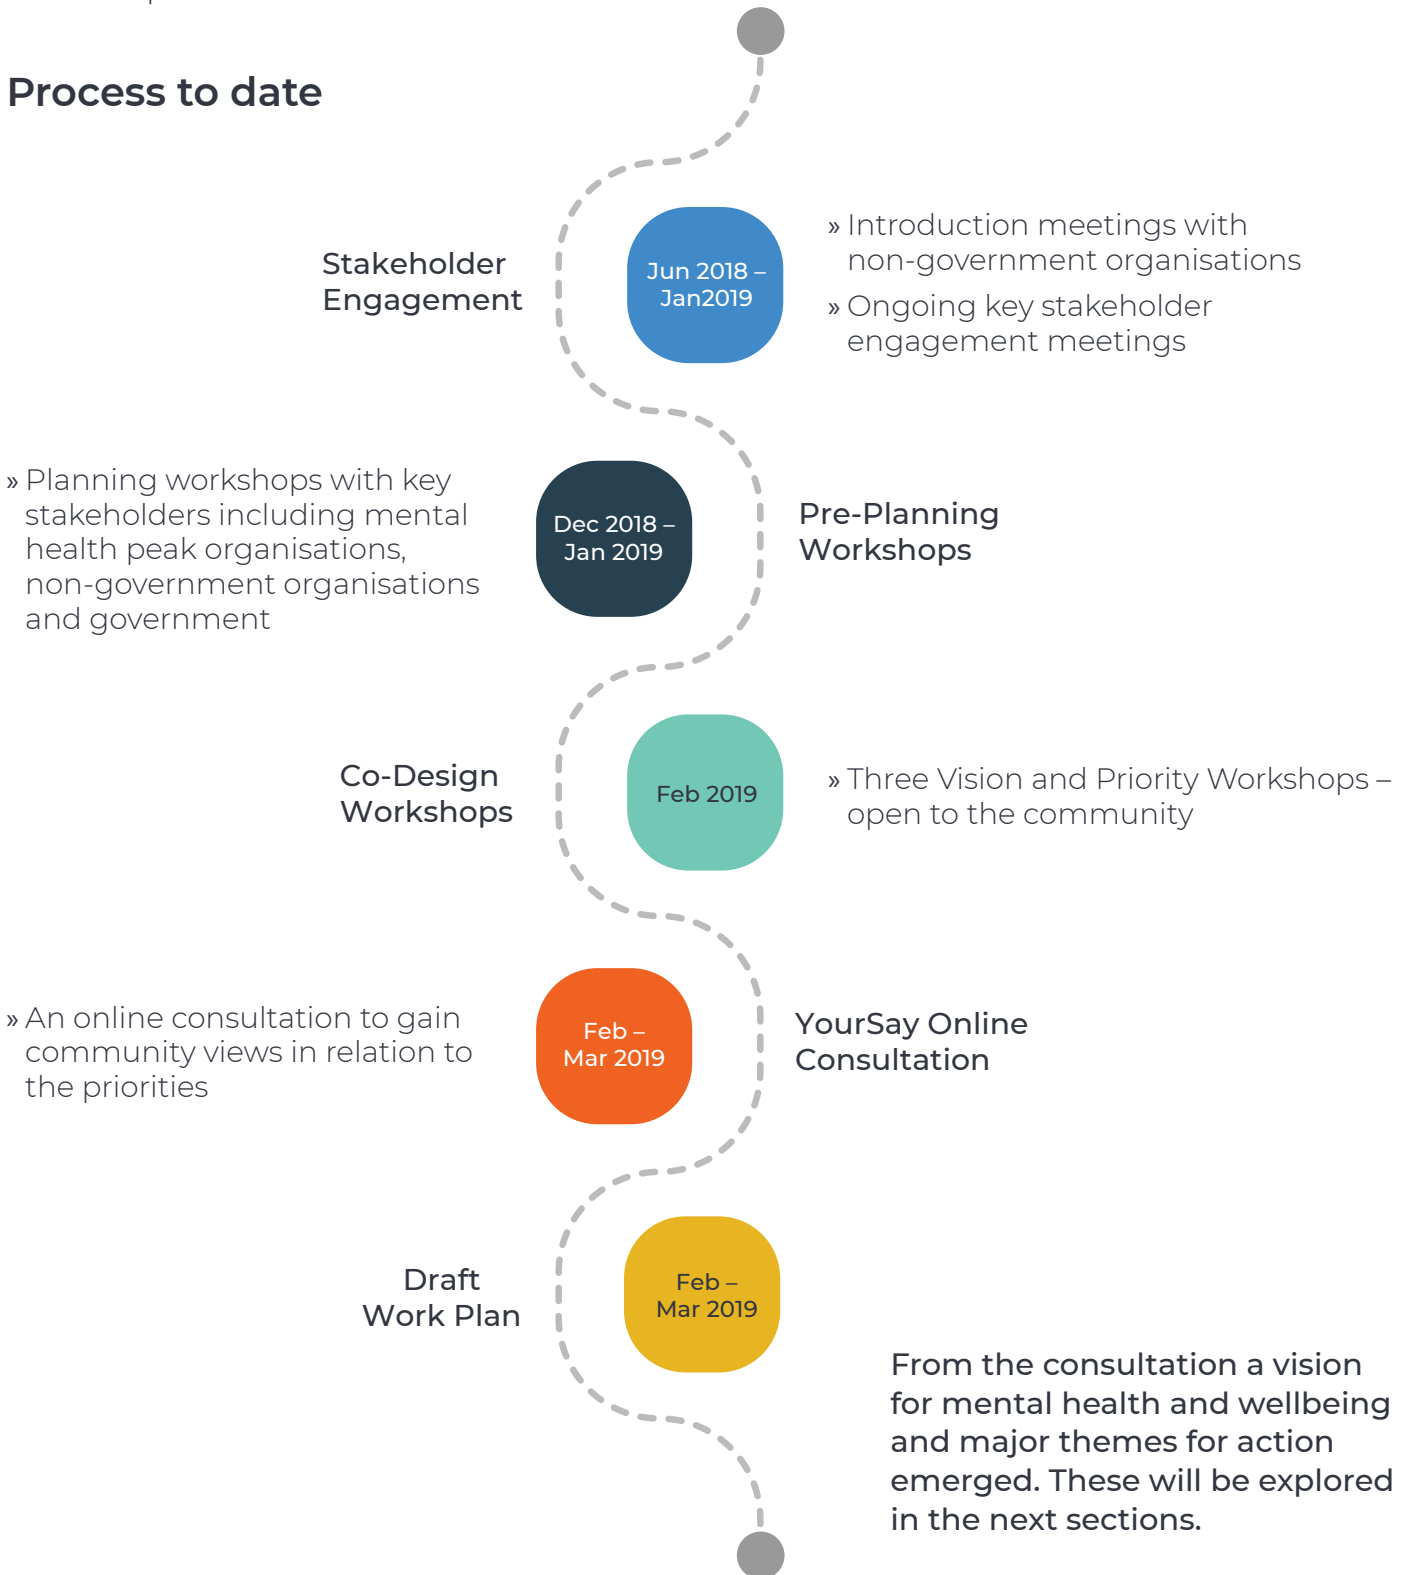 Process to date
Stakeholder
Engagement
Jun 2018 –
Jan2019
» Introduction meetings with
non-government organisations
» Ongoing key stakeholder
engagement meetings
» Planning workshops with key
stakeholders including mental
health peak organisations,
non-government organisations
and government
Dec 2018 –
Jan 2019
Pre-Planning
Workshops
Co-Design
Workshops
Feb 2019
» Three Vision and Priority Workshops –
open to the community
» An online consultation to gain
community views in relation to
the priorities
Feb –
Mar 2019
YourSay Online
Consultation
Draft
Work Plan
Feb –
Mar 2019
From the consultation a vision
for mental health and wellbeing
and major themes for action
emerged. These will be explored
in the next sections.